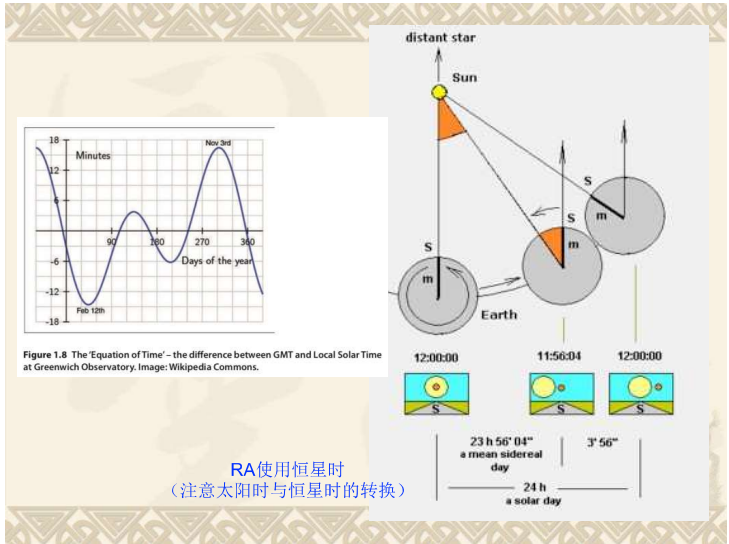 18
Minutes
12
6
-6
-12
-18
90
180
270
360
Days of the year
Nov 3rd
Feb 12th
Figure 1.8 The 'Equation of Time' – the difference between GMT and Local Solar Time
at Greenwich Observatory. Image: Wikipedia Commons.
distant star
Sun
S
m
S
m
S
m
Earth
12:00:00
11:56:04
12:00:00
S
S
S
23 h 56' 04"
a mean sidereal
day
3' 56"
24 h
a solar day
RA使用恒星时
（注意太阳时与恒星时的转换）